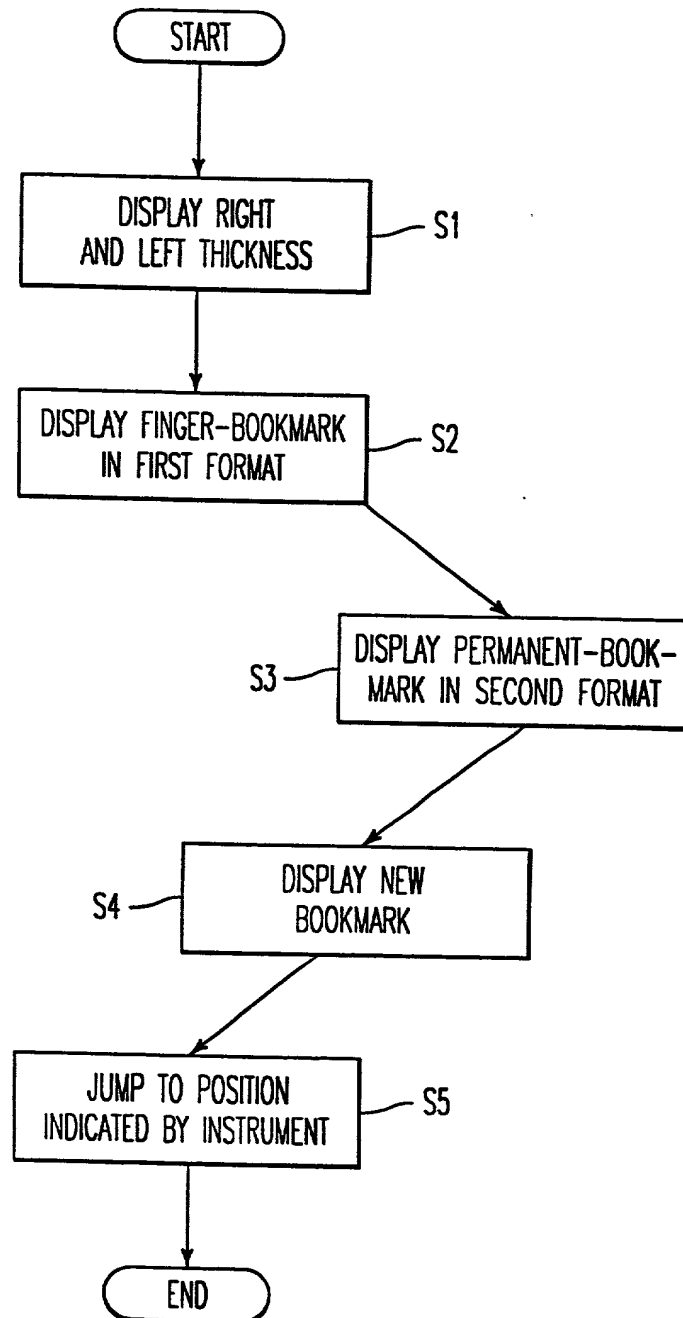 START
DISPLAY RIGHT
AND LEFT THICKNESS
S1
DISPLAY FINGER-BOOKMARK
IN FIRST FORMAT
S2
DISPLAY PERMANENT-BOOK-
MARK IN SECOND FORMAT
S3
DISPLAY NEW
BOOKMARK
S4
JUMP TO POSITION
INDICATED BY INSTRUMENT
S5
END